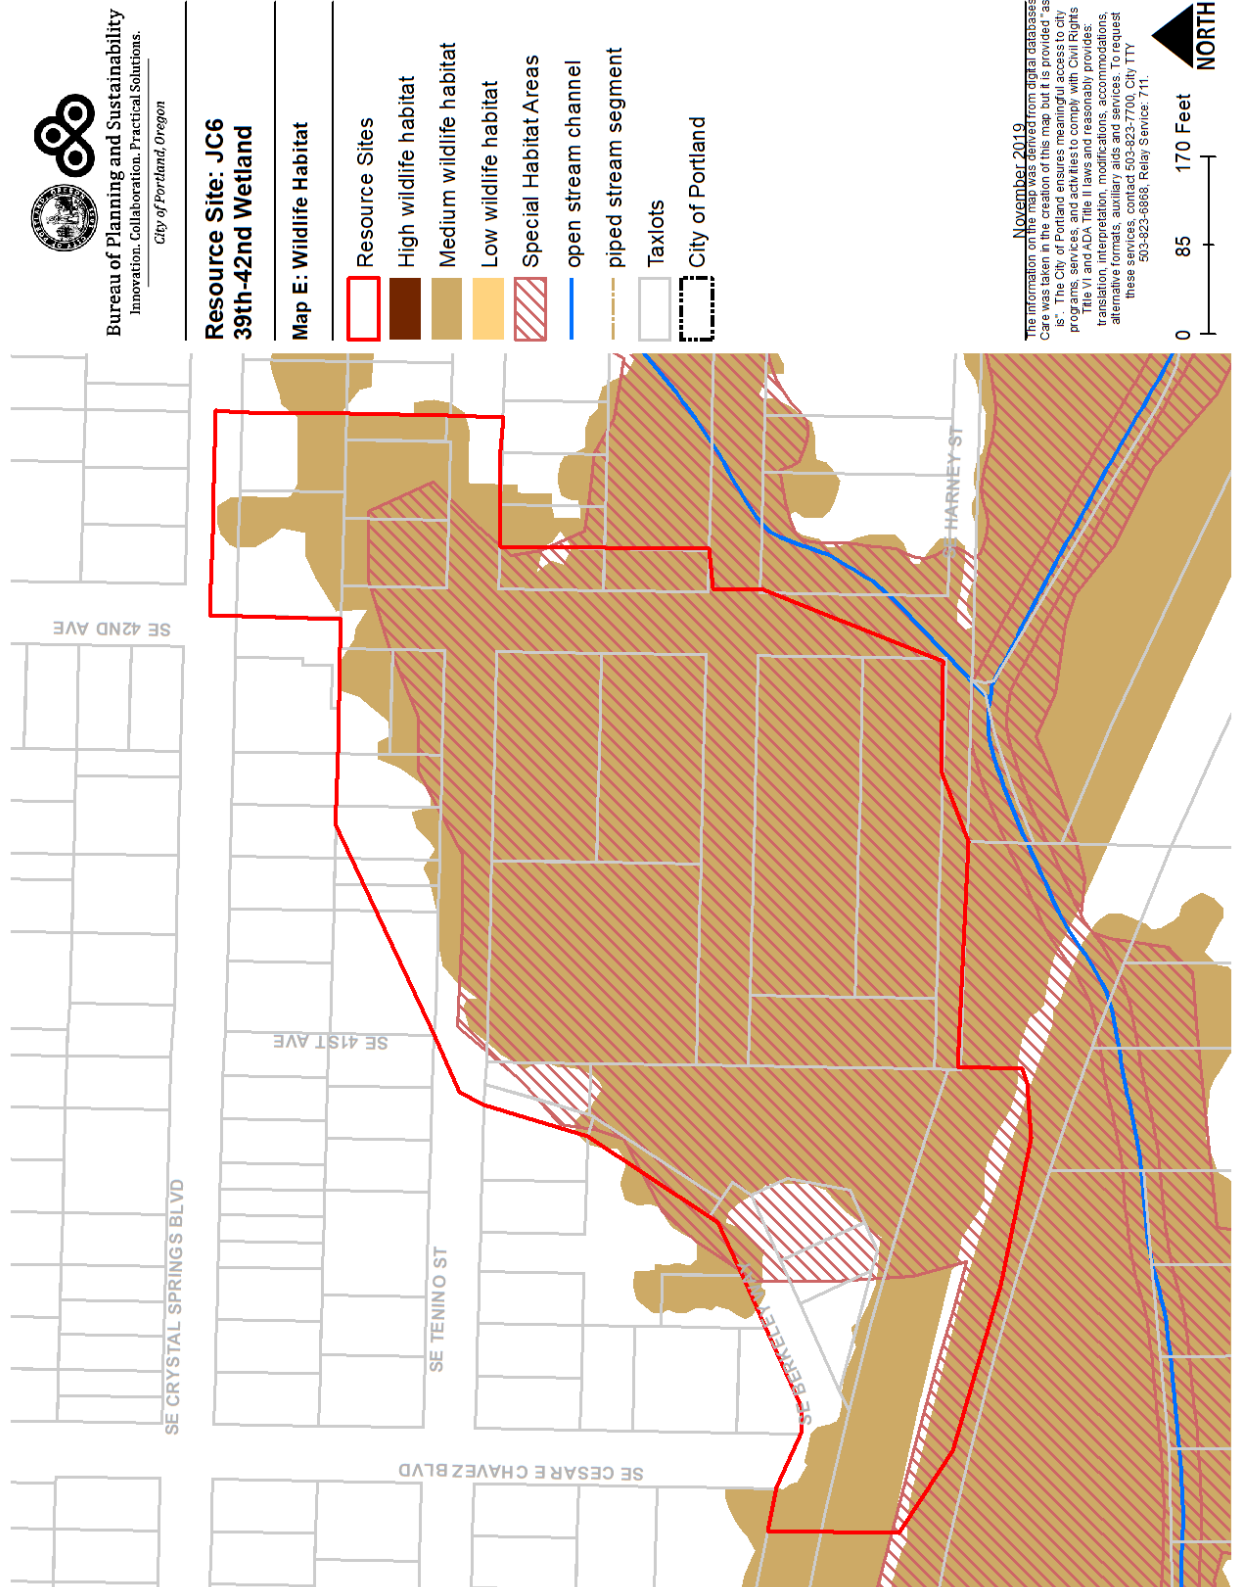 Bureau of Planning and Sustainability
Innovation. Collaboration. Practical Solutions.
City of Portland, Oregon
Resource Site: JC6
39th-42nd Wetland
Map E: Wildlife Habitat
Resource Sites
High wildlife habitat
Medium wildlife habitat
Low wildlife habitat
Special Habitat Areas
open stream channel
piped stream segment
Taxlots
City of Portland
November 2019
The information on the map was derived from digital databases
Care was taken in the creation of this map but it is provided "as
is". The City of Portland ensures meaningful access to city
programs, services, and activities to comply with Civil Rights
Title VI and ADA Title II laws and reasonably provides:
translation, interpretation, modifications, accommodations,
alternative formats, auxiliary aids and services. To request
these services, contact 503-823-7700, City TTY
503-823-6868, Relay Service: 711.
0 85 170 Feet
NORTH
SE CRYSTAL SPRINGS BLVD
SE TENINO ST
SE 42ND AVE
SE 41ST AVE
SE CESAR E CHAVEZ BLVD
SE BERKELEY
SE HARNEY ST